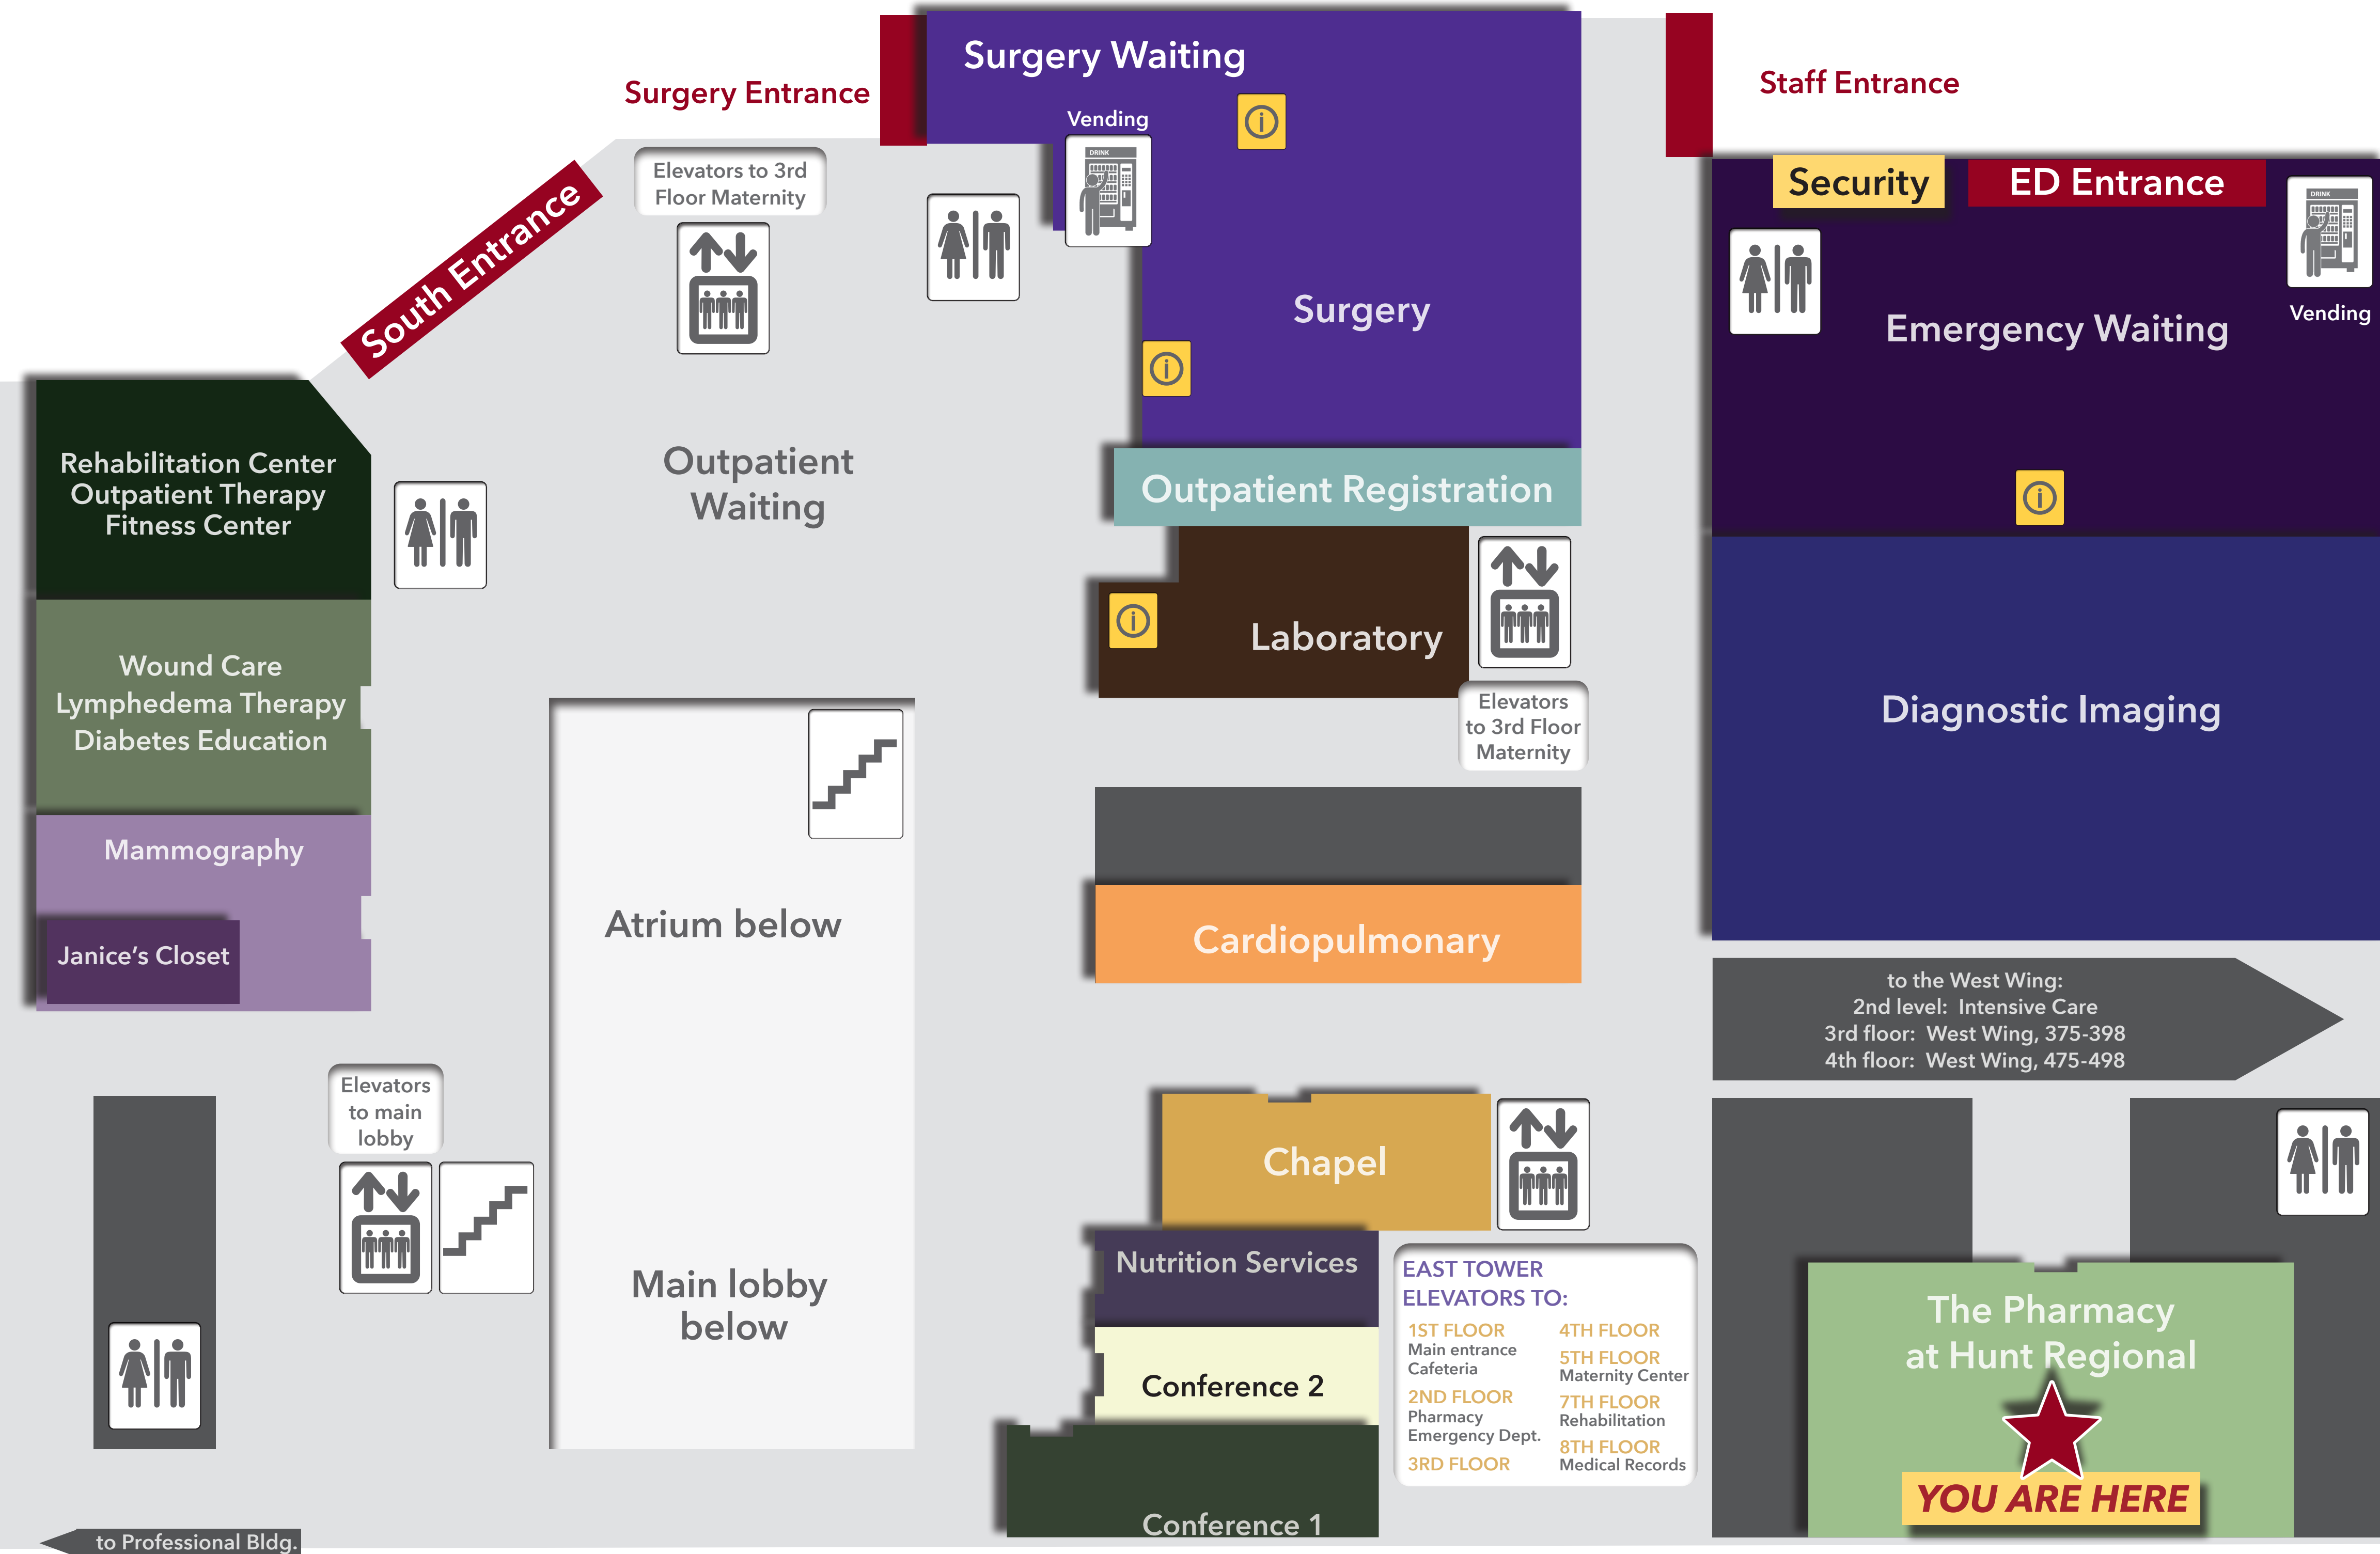 Surgery Waiting
Surgery Entrance
Staff Entrance
Vending
DRINK
Security
ED Entrance
DRINK
Vending
Elevators to 3rd
Floor Maternity
South Entrance
Surgery
Emergency Waiting
Rehabilitation Center
Outpatient Therapy
Fitness Center
Outpatient
Waiting
Outpatient Registration
Laboratory
Elevators
to 3rd Floor
Maternity
Wound Care
Lymphedema Therapy
Diabetes Education
Diagnostic Imaging
Mammography
Janice's Closet
Atrium below
Cardiopulmonary
to the West Wing:
2nd level: Intensive Care
3rd floor: West Wing, 375-398
4th floor: West Wing, 475-498
Elevators
to main
lobby
Chapel
Main lobby
below
Nutrition Services
Conference 2
Conference 1
EAST TOWER
ELEVATORS TO:
1ST FLOOR
Main entrance
Cafeteria
2ND FLOOR
Pharmacy
Emergency Dept.
3RD FLOOR
4TH FLOOR
5TH FLOOR
Maternity Center
7TH FLOOR
Rehabilitation
8TH FLOOR
Medical Records
The Pharmacy
at Hunt Regional
YOU ARE HERE
to Professional Bldg.